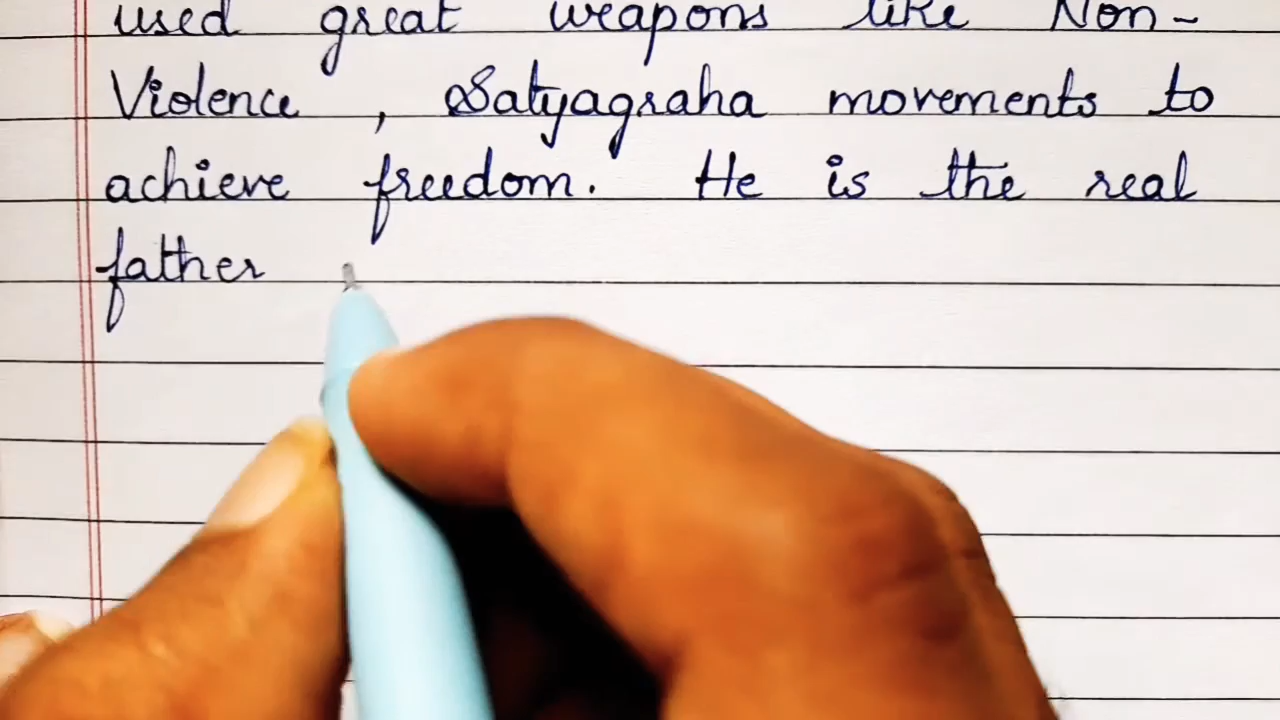 used great weapons like Non-
Violence , Satyagraha movements to
achieve freedom. He is the real
father